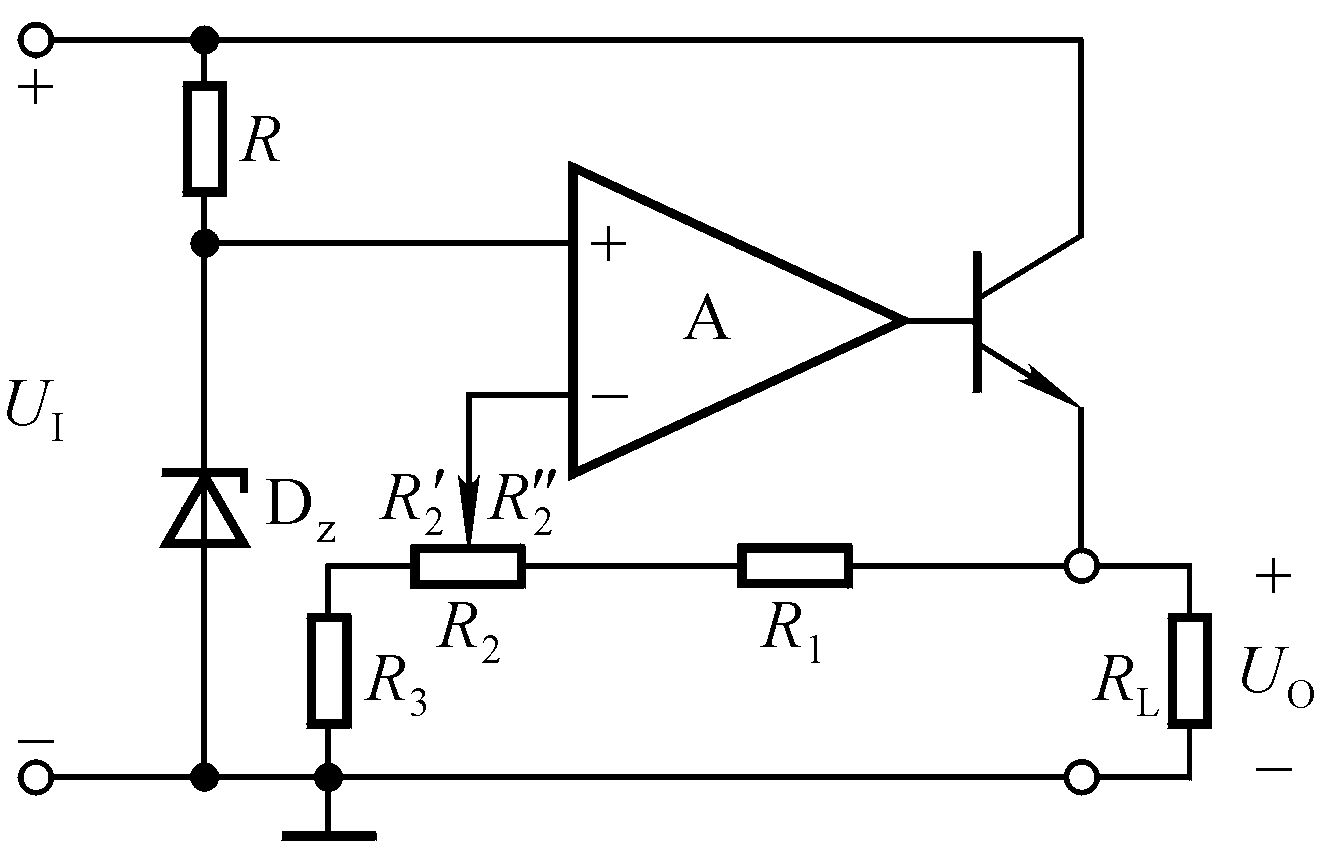 +
R
+
A
U_I
−
R_2′ R_2″
D_z
+
R_2 R_1
R_3 R_L U_O
−
−